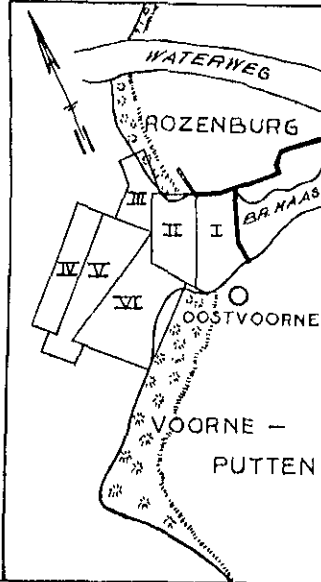 WATERWEG
ROZENBURG
III
II
I
BR. MAAS
IV
V
VI
OOSTVOORNE
VOORNE –
PUTTEN